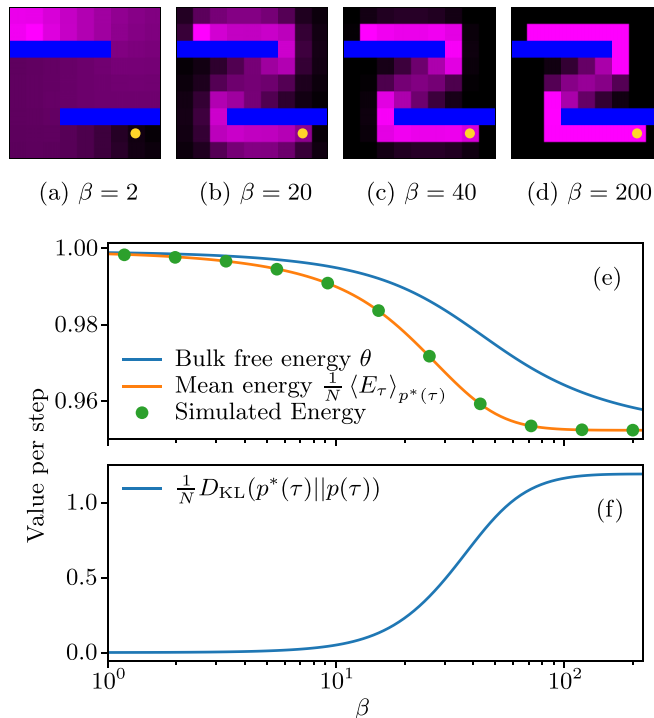 (a) β = 2
(b) β = 20
(c) β = 40
(d) β = 200
1.00
0.98
0.96
(e)
Bulk free energy θ
Mean energy 1/N ⟨E_τ⟩_{p*(τ)}
Simulated Energy
Value per step
1/N D_KL(p*(τ)||p(τ))
(f)
1.0
0.5
0.0
10^0
10^1
10^2
β